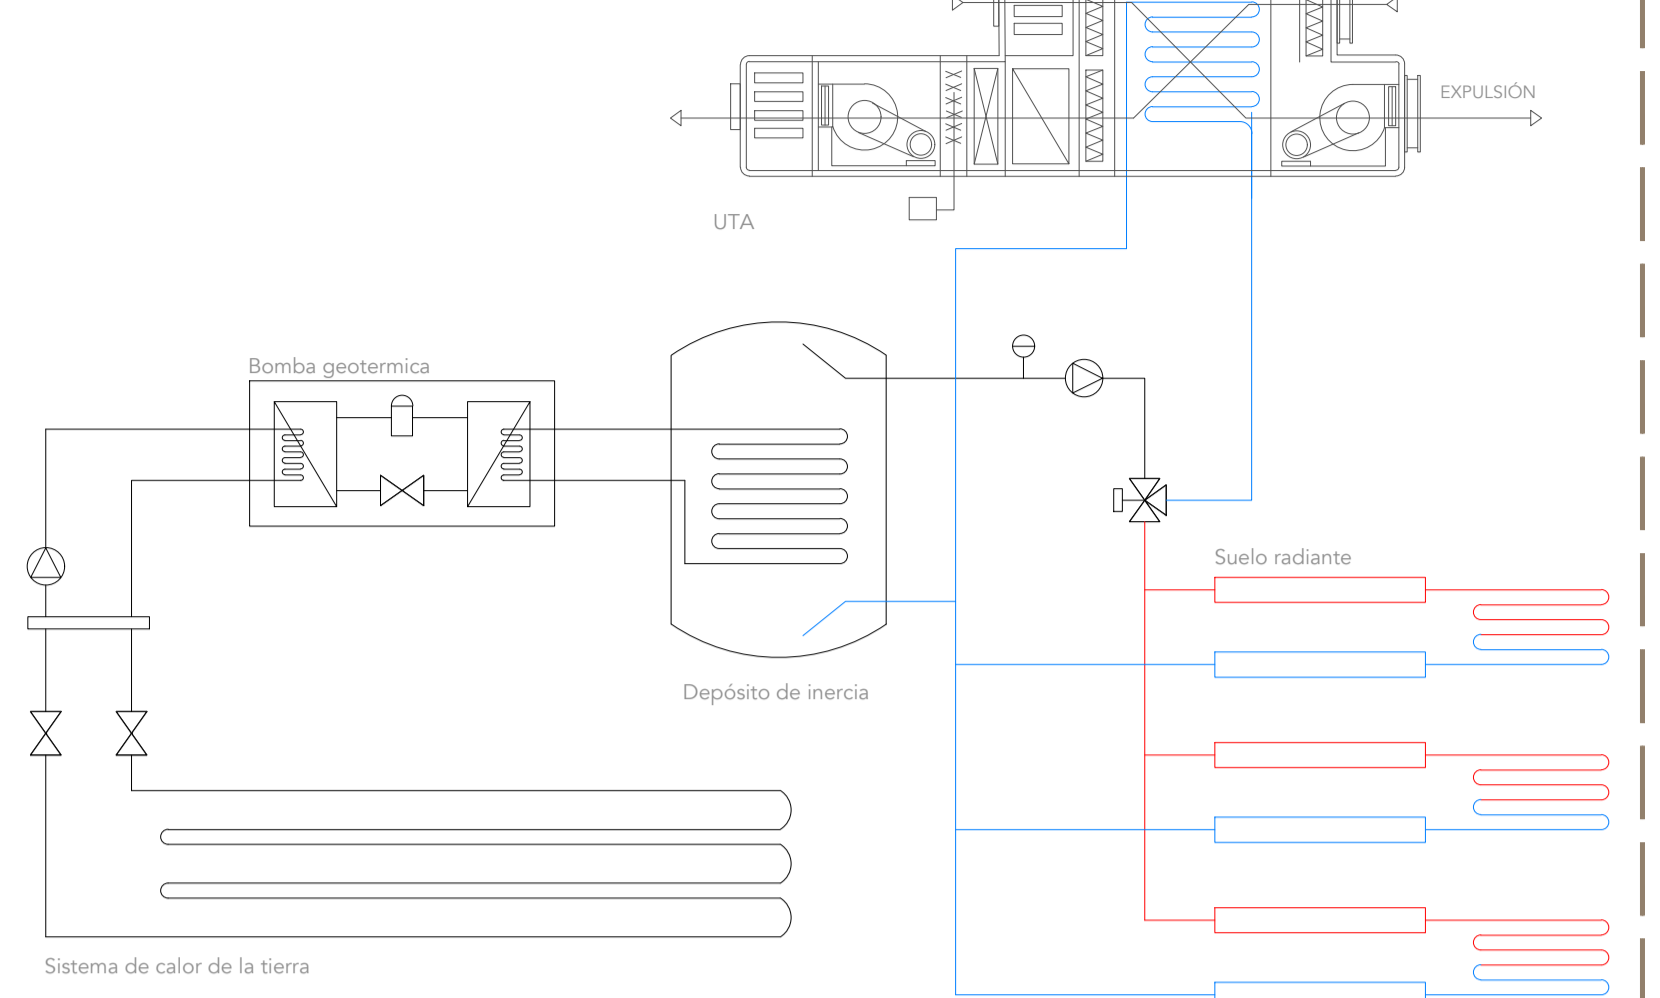 EXPULSIÓN
UTA
Bomba geotermica
Suelo radiante
Depósito de inercia
Sistema de calor de la tierra